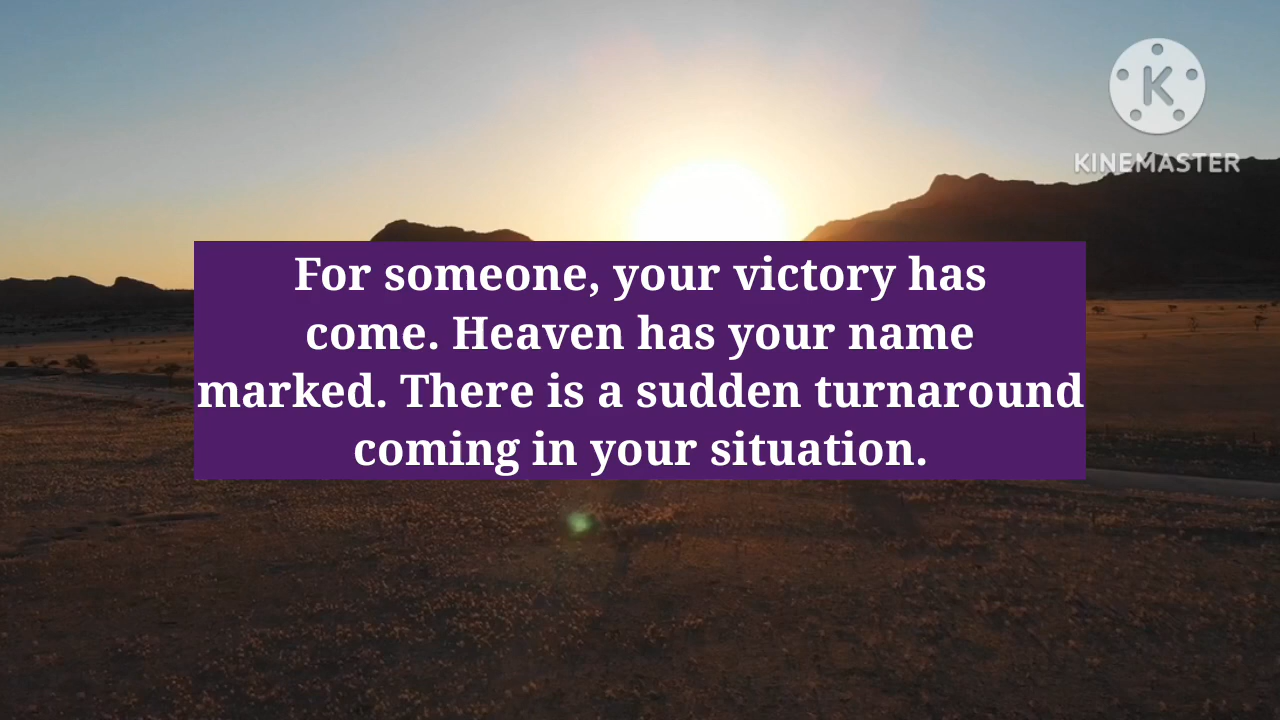 K
KINEMASTER
For someone, your victory has
come. Heaven has your name
marked. There is a sudden turnaround
coming in your situation.